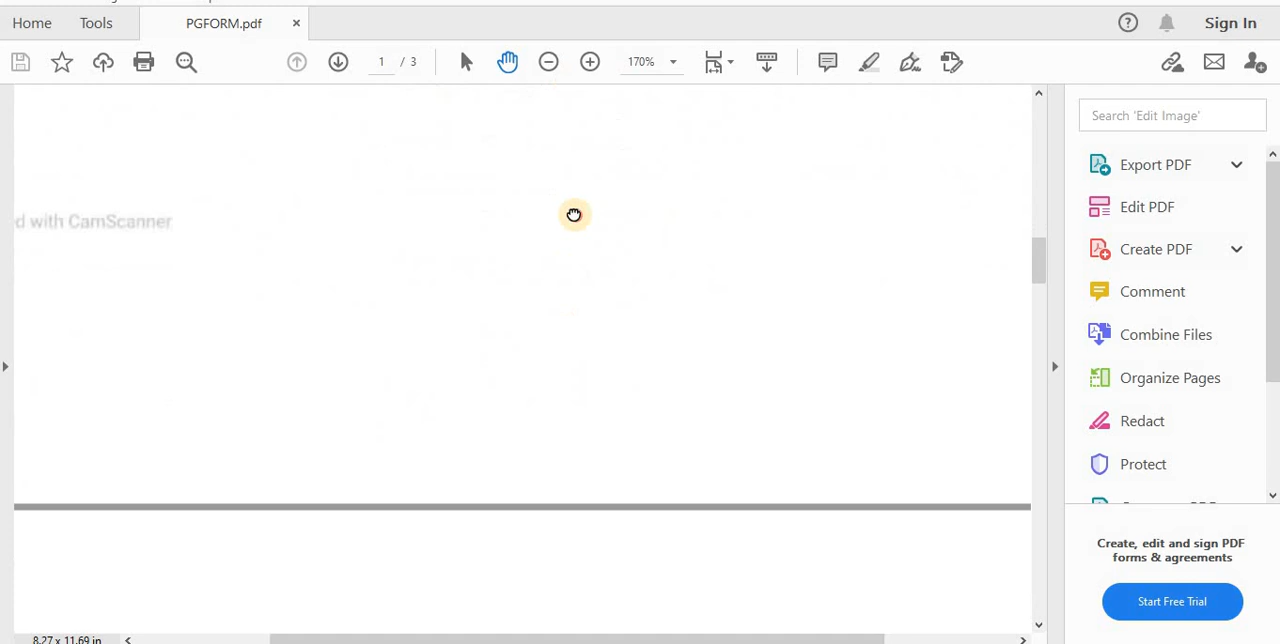 Home Tools PGFORM.pdf × Sign In
1 / 3 170%
Search 'Edit Image'
Export PDF
d with CamScanner
Edit PDF
Create PDF
Comment
Combine Files
Organize Pages
Redact
Protect
Create, edit and sign PDF
forms & agreements
Start Free Trial
8.27 x 11.69 in